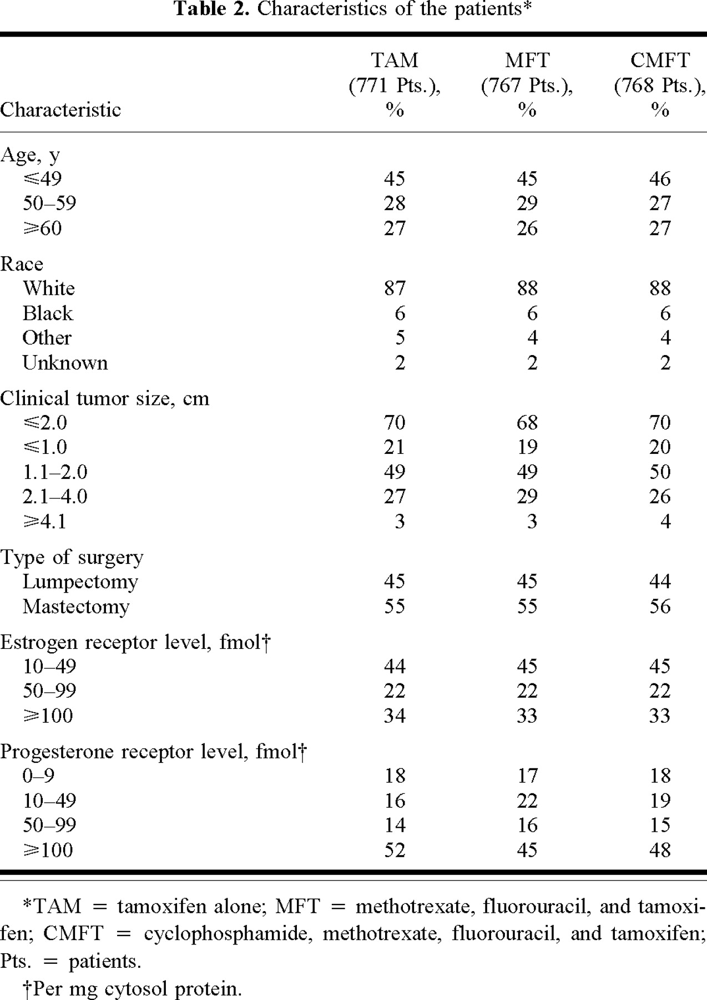 Table 2. Characteristics of the patients*
TAM MFT CMFT
(771 Pts.), (767 Pts.), (768 Pts.),
Characteristic % % %
Age, y
⩽49 45 45 46
50–59 28 29 27
⩾60 27 26 27
Race
White 87 88 88
Black 6 6 6
Other 5 4 4
Unknown 2 2 2
Clinical tumor size, cm
⩽2.0 70 68 70
⩽1.0 21 19 20
1.1–2.0 49 49 50
2.1–4.0 27 29 26
⩾4.1 3 3 4
Type of surgery
Lumpectomy 45 45 44
Mastectomy 55 55 56
Estrogen receptor level, fmol†
10–49 44 45 45
50–99 22 22 22
⩾100 34 33 33
Progesterone receptor level, fmol†
0–9 18 17 18
10–49 16 22 19
50–99 14 16 15
⩾100 52 45 48
*TAM = tamoxifen alone; MFT = methotrexate, fluorouracil, and tamoxi-
fen; CMFT = cyclophosphamide, methotrexate, fluorouracil, and tamoxifen;
Pts. = patients.
†Per mg cytosol protein.